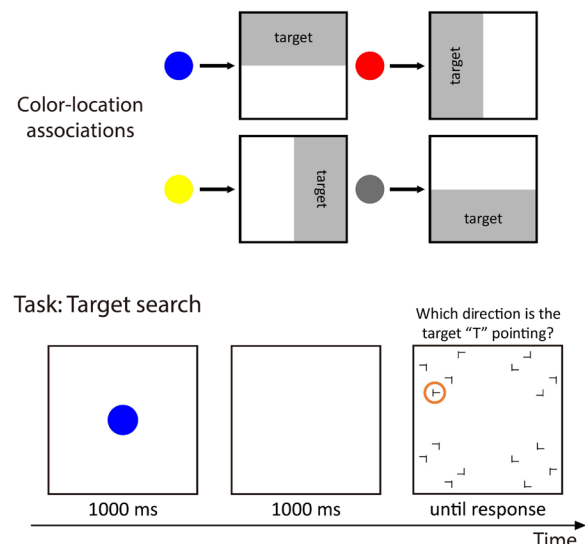 target
target
Color-location
associations
target
target
Task: Target search
Which direction is the
target "T" pointing?
1000 ms
1000 ms
until response
Time